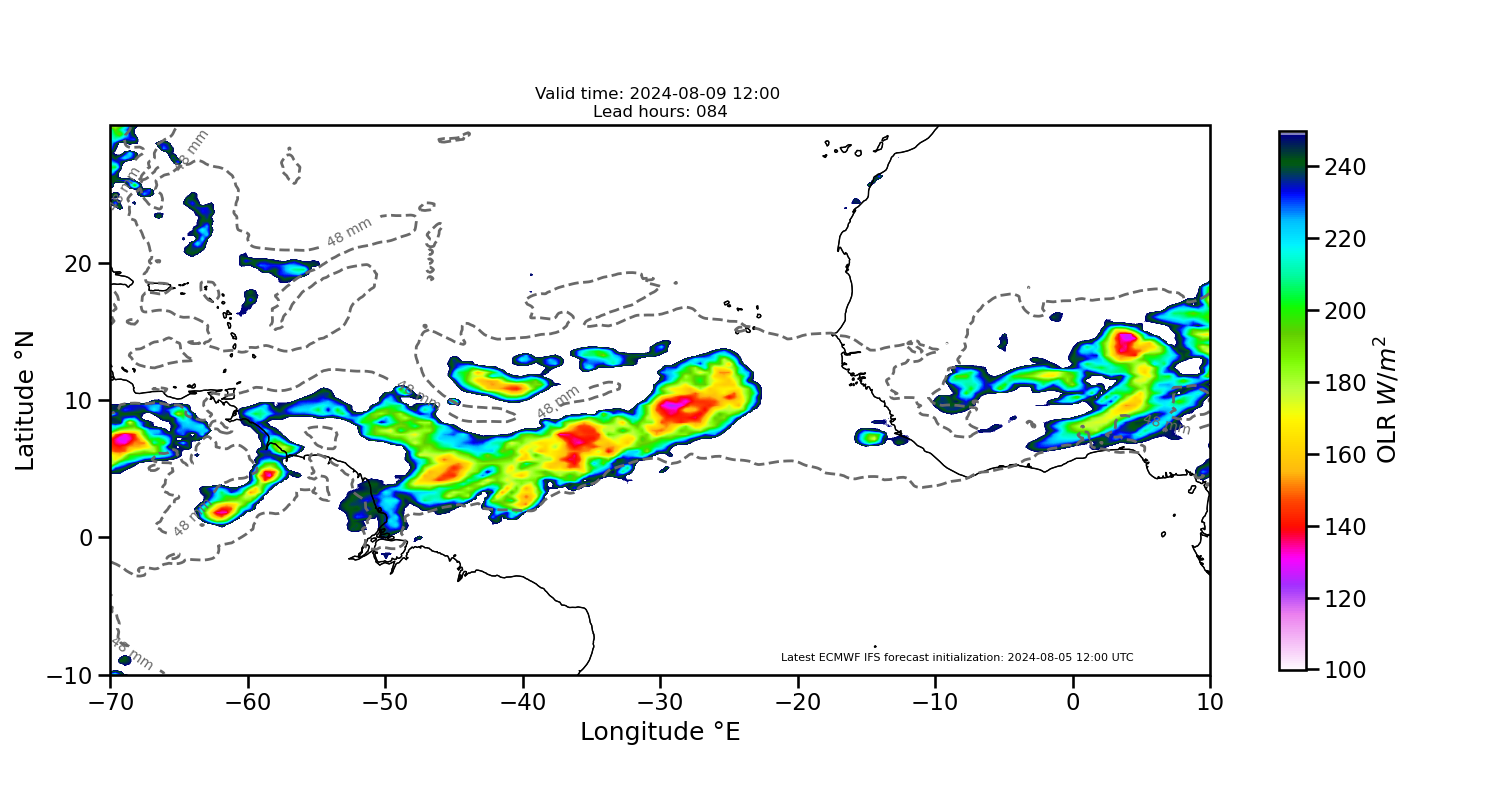 Valid time: 2024-08-09 12:00
Lead hours: 084
48 mm
48 mm
48 mm
48 mm
48 mm
48 mm
48 mm
48 mm
Latitude °N
20
10
0
−10
−70
−60
−50
−40
−30
−20
−10
0
10
Longitude °E
Latest ECMWF IFS forecast initialization: 2024-08-05 12:00 UTC
240
220
200
180
160
140
120
100
OLR W/m²